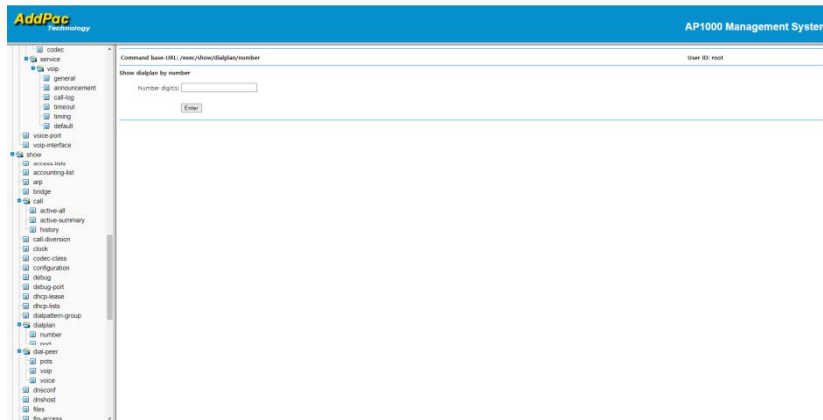 AddPac
Technology
AP1000 Management System
codec
service
voip
general
announcement
call-log
timeout
timing
default
voice-port
voip-interface
show
access-lists
accounting-list
arp
bridge
call
active-all
active-summary
history
call-diversion
clock
codec-class
configuration
debug
debug-port
dhcp-lease
dhcp-lists
dialpattern-group
dialplan
number
port
dial-peer
pots
voip
voice
dnsconf
dnshost
files
ftp-access
Command base-URL: /exec/show/dialplan/number
User ID: root
Show dialplan by number
Number digits:
Enter